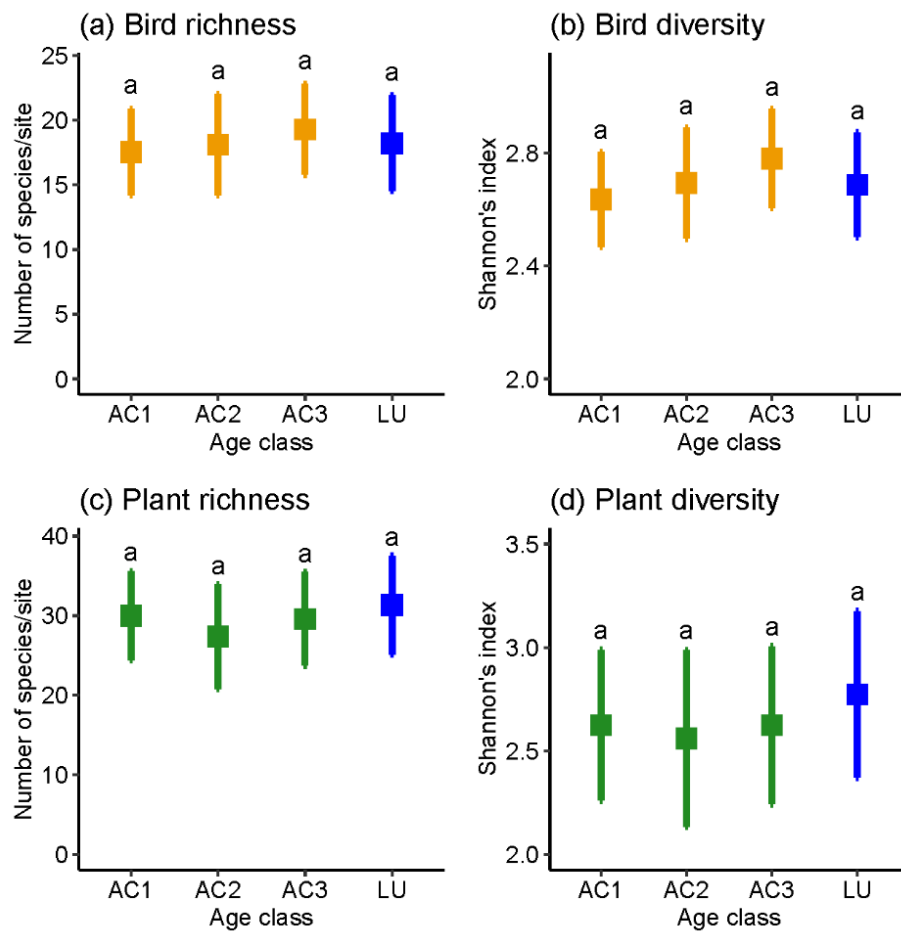 (a) Bird richness
Number of species/site
25
20
15
10
5
0
a
a
a
a
AC1
AC2
AC3
LU
Age class
(b) Bird diversity
Shannon's index
2.8
2.4
2.0
a
a
a
a
AC1
AC2
AC3
LU
Age class
(c) Plant richness
Number of species/site
40
30
20
10
0
a
a
a
a
AC1
AC2
AC3
LU
Age class
(d) Plant diversity
Shannon's index
3.5
3.0
2.5
2.0
a
a
a
a
AC1
AC2
AC3
LU
Age class